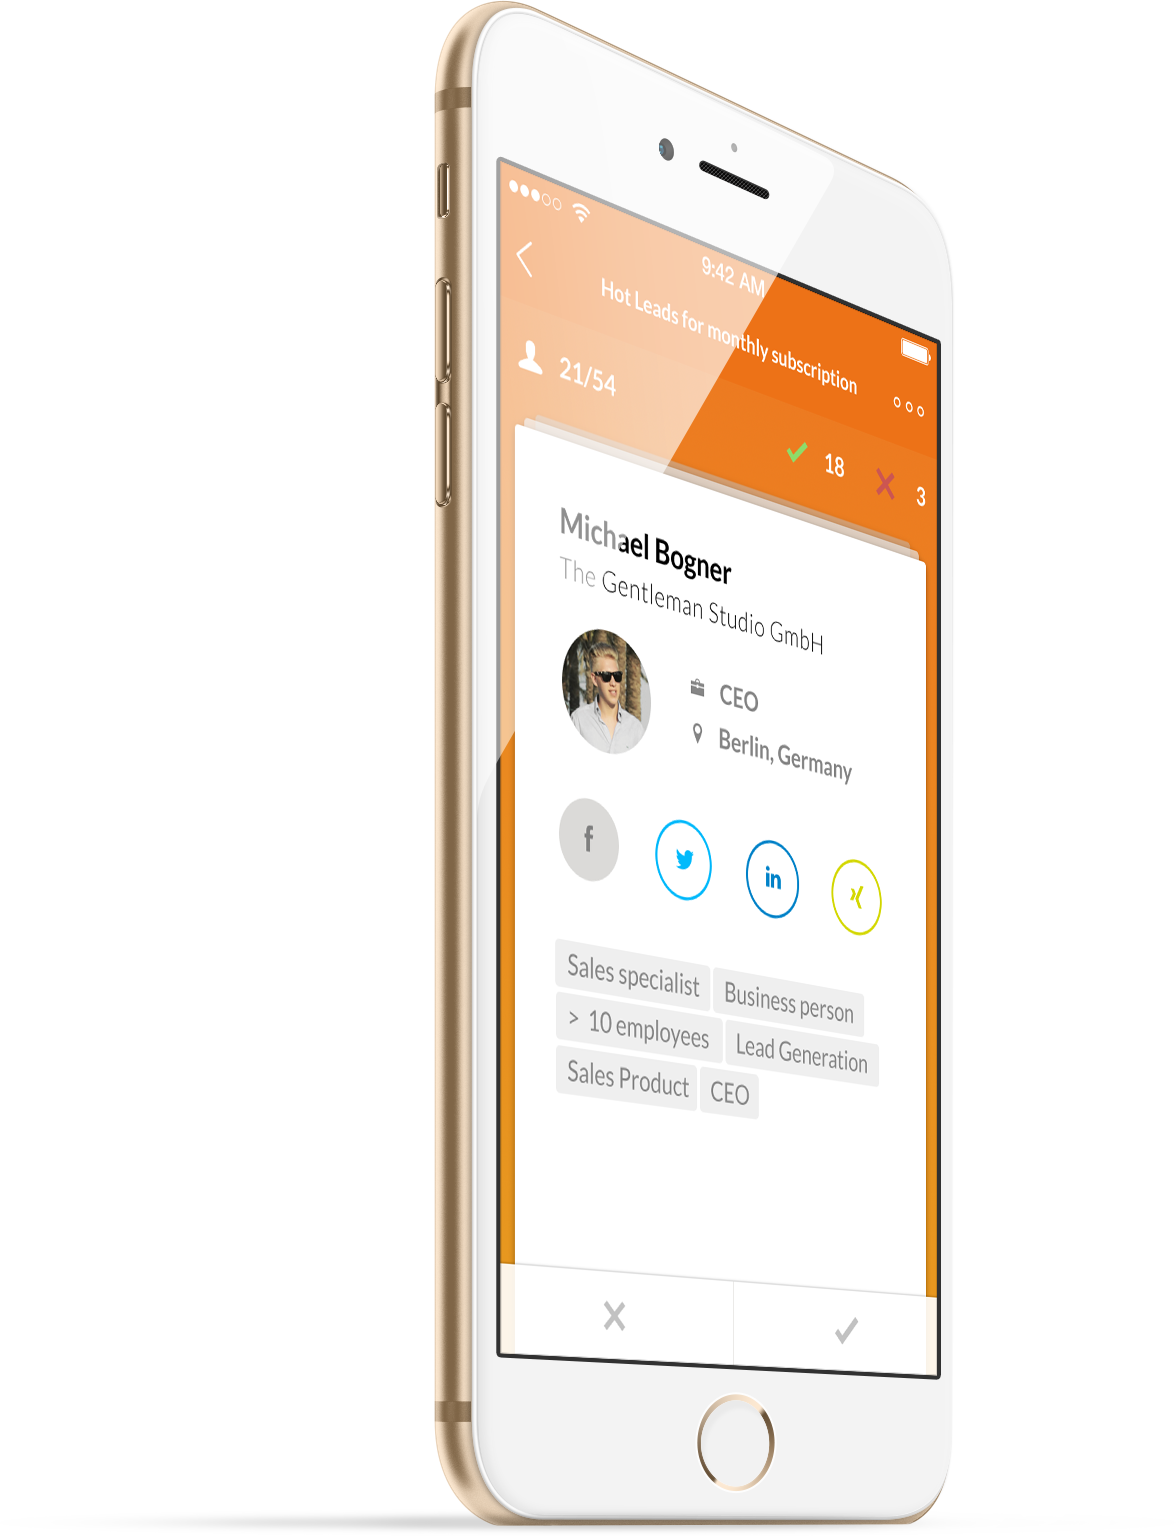 9:42 AM
Hot Leads for monthly subscription
21/54
18 3
Michael Bogner
The Gentleman Studio GmbH
CEO
Berlin, Germany
f in
Sales specialist Business person
> 10 employees Lead Generation
Sales Product CEO